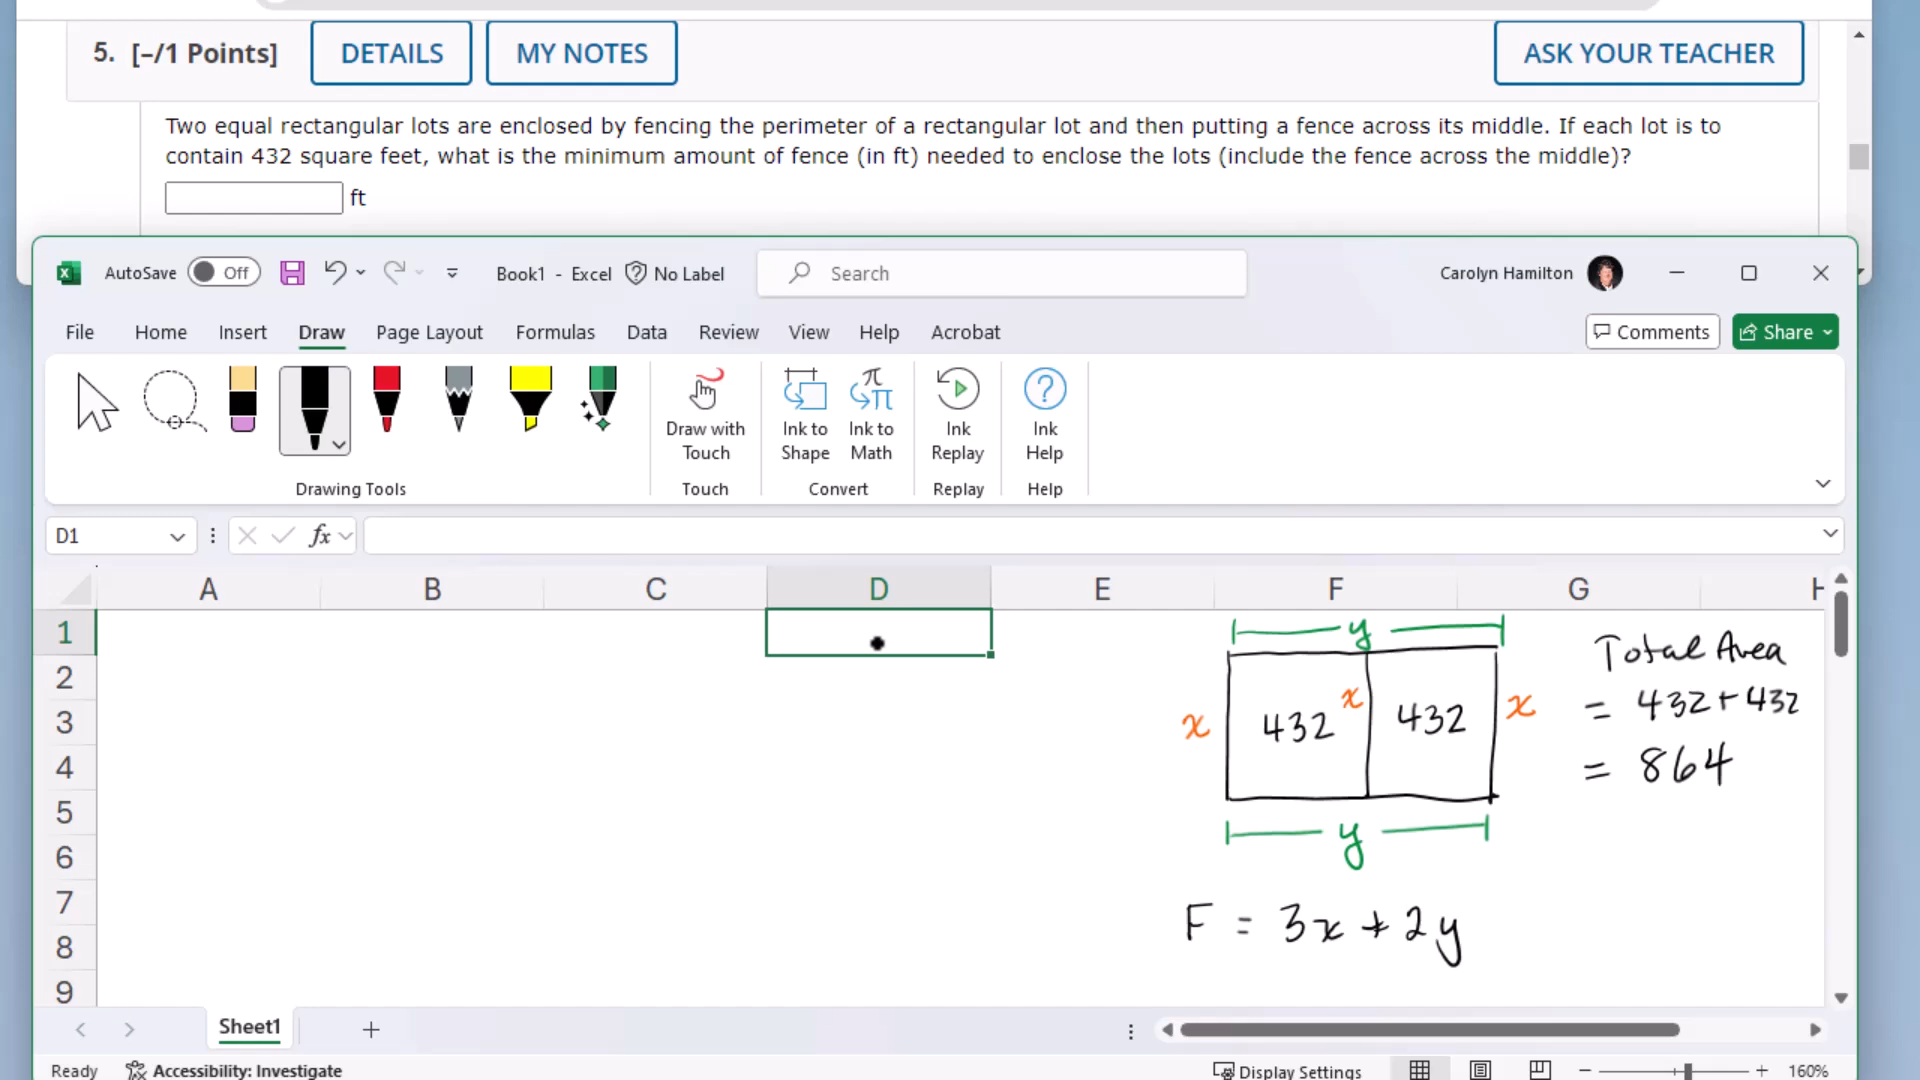 5. [–/1 Points] DETAILS MY NOTES ASK YOUR TEACHER
Two equal rectangular lots are enclosed by fencing the perimeter of a rectangular lot and then putting a fence across its middle. If each lot is to
contain 432 square feet, what is the minimum amount of fence (in ft) needed to enclose the lots (include the fence across the middle)?
ft
AutoSave Off Book1 - Excel No Label Search Carolyn Hamilton
File Home Insert Draw Page Layout Formulas Data Review View Help Acrobat Comments Share
Draw with Touch
Ink to Shape
Ink to Math
Ink Replay
Ink Help
Drawing Tools Touch Convert Replay Help
D1 fx
A B C D E F G H
1
2
3
4
5
6
7
8
9
y
x 432 x 432 x
y
Total Area
= 432+432
= 864
F = 3x + 2y
Sheet1
Ready Accessibility: Investigate Display Settings 160%